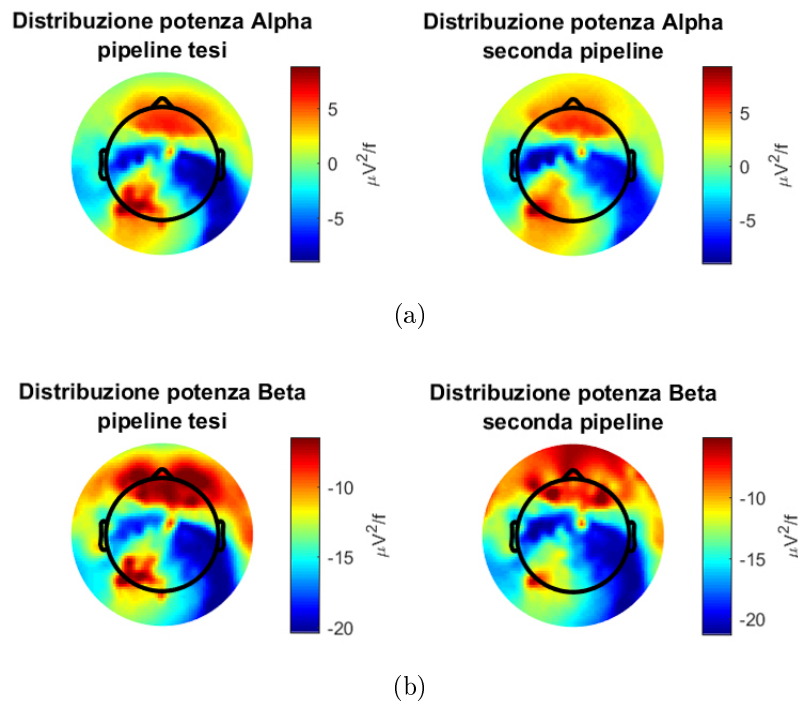 Distribuzione potenza Alpha
pipeline tesi
5
0
-5
μV²/f
Distribuzione potenza Alpha
seconda pipeline
5
0
-5
μV²/f
(a)
Distribuzione potenza Beta
pipeline tesi
-10
-15
-20
μV²/f
Distribuzione potenza Beta
seconda pipeline
-10
-15
-20
μV²/f
(b)